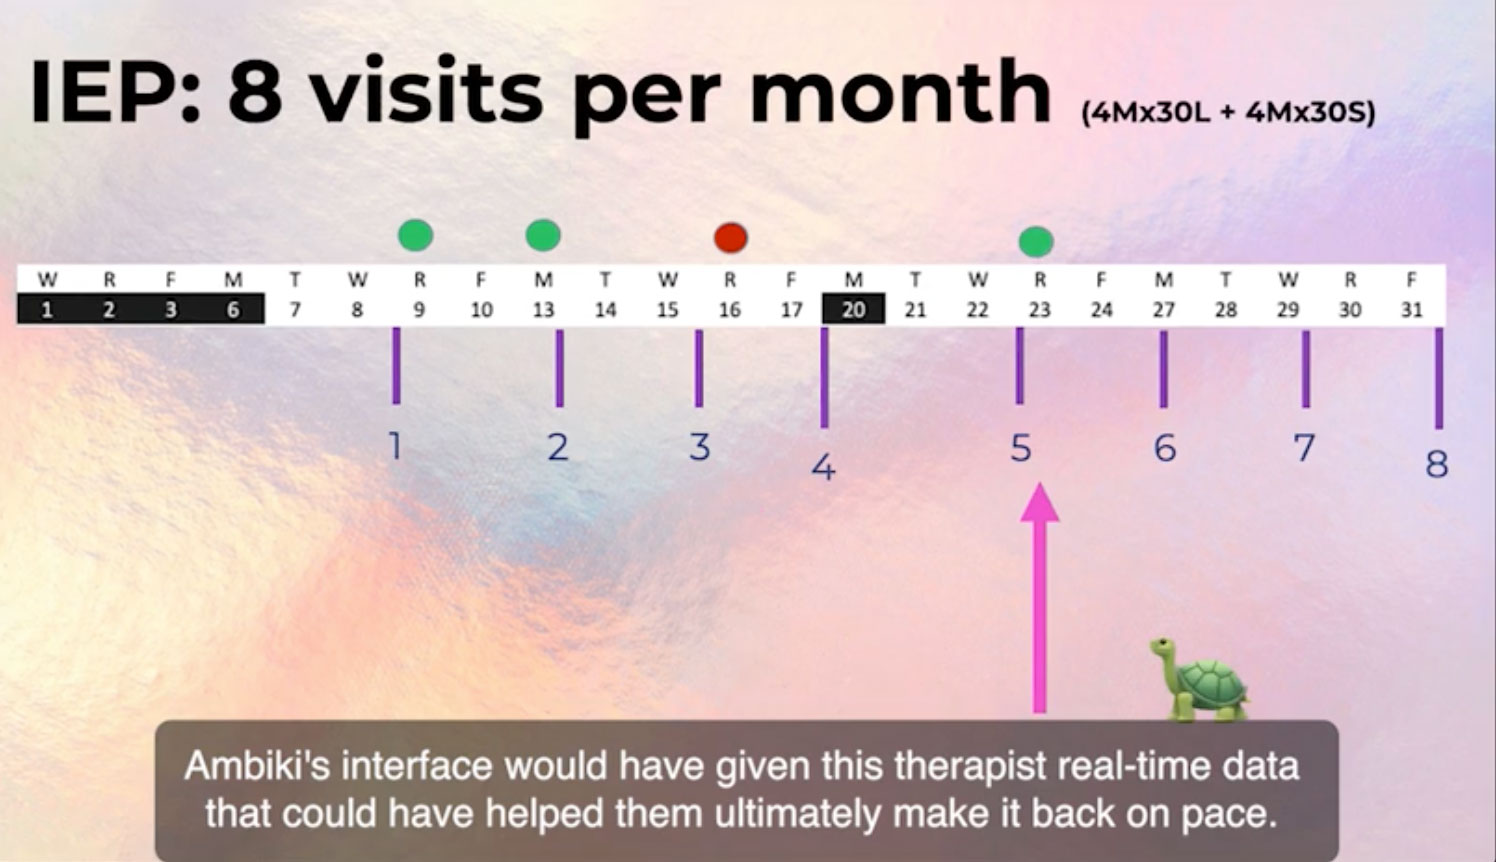 IEP: 8 visits per month (4Mx30L + 4Mx30S)
W R F M T W R F M T W R F M T W R F M T W R F
1 2 3 6 7 8 9 10 13 14 15 16 17 20 21 22 23 24 27 28 29 30 31
1 2 3 4 5 6 7 8
Ambiki's interface would have given this therapist real-time data
that could have helped them ultimately make it back on pace.